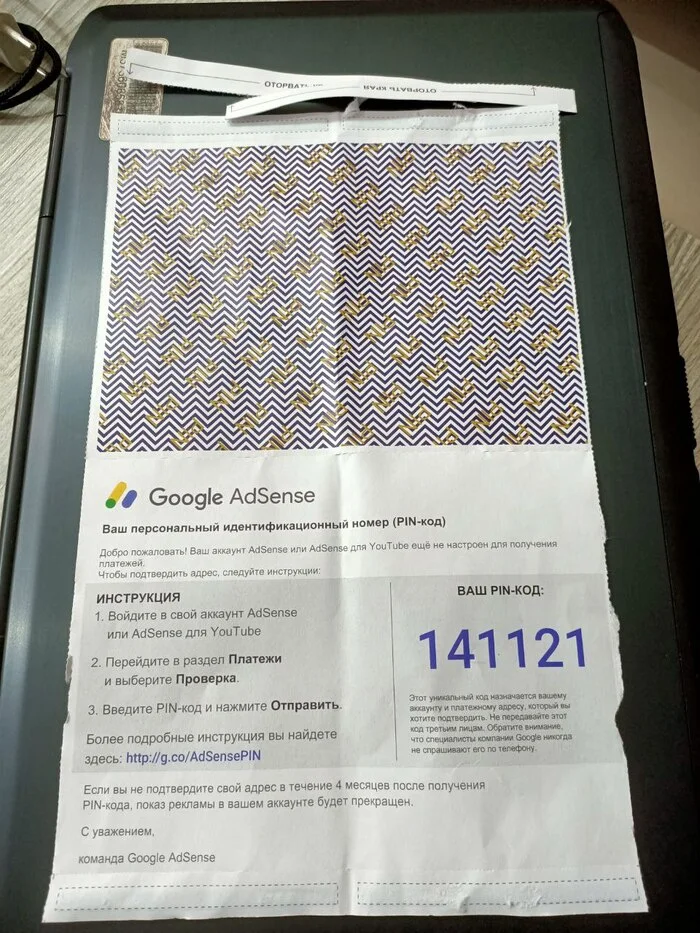 ОТОРВАТЬ
ОТОРВАТЬ КРАЯ
Google AdSense
Ваш персональный идентификационный номер (PIN-код)
Добро пожаловать! Ваш аккаунт AdSense или AdSense для YouTube ещё не настроен для получения
платежей.
Чтобы подтвердить адрес, следуйте инструкции:
ИНСТРУКЦИЯ
1. Войдите в свой аккаунт AdSense
или AdSense для YouTube
2. Перейдите в раздел Платежи
и выберите Проверка.
3. Введите PIN-код и нажмите Отправить.
Более подробные инструкция вы найдете
здесь: http://g.co/AdSensePIN
ВАШ PIN-КОД:
141121
Этот уникальный код назначается вашему
аккаунту и платежному адресу, который вы
хотите подтвердить. Не передавайте этот
код третьим лицам. Обратите внимание,
что специалисты компании Google никогда
не спрашивают его по телефону.
Если вы не подтвердите свой адрес в течение 4 месяцев после получения
PIN-кода, показ рекламы в вашем аккаунте будет прекращен.
С уважением,
команда Google AdSense